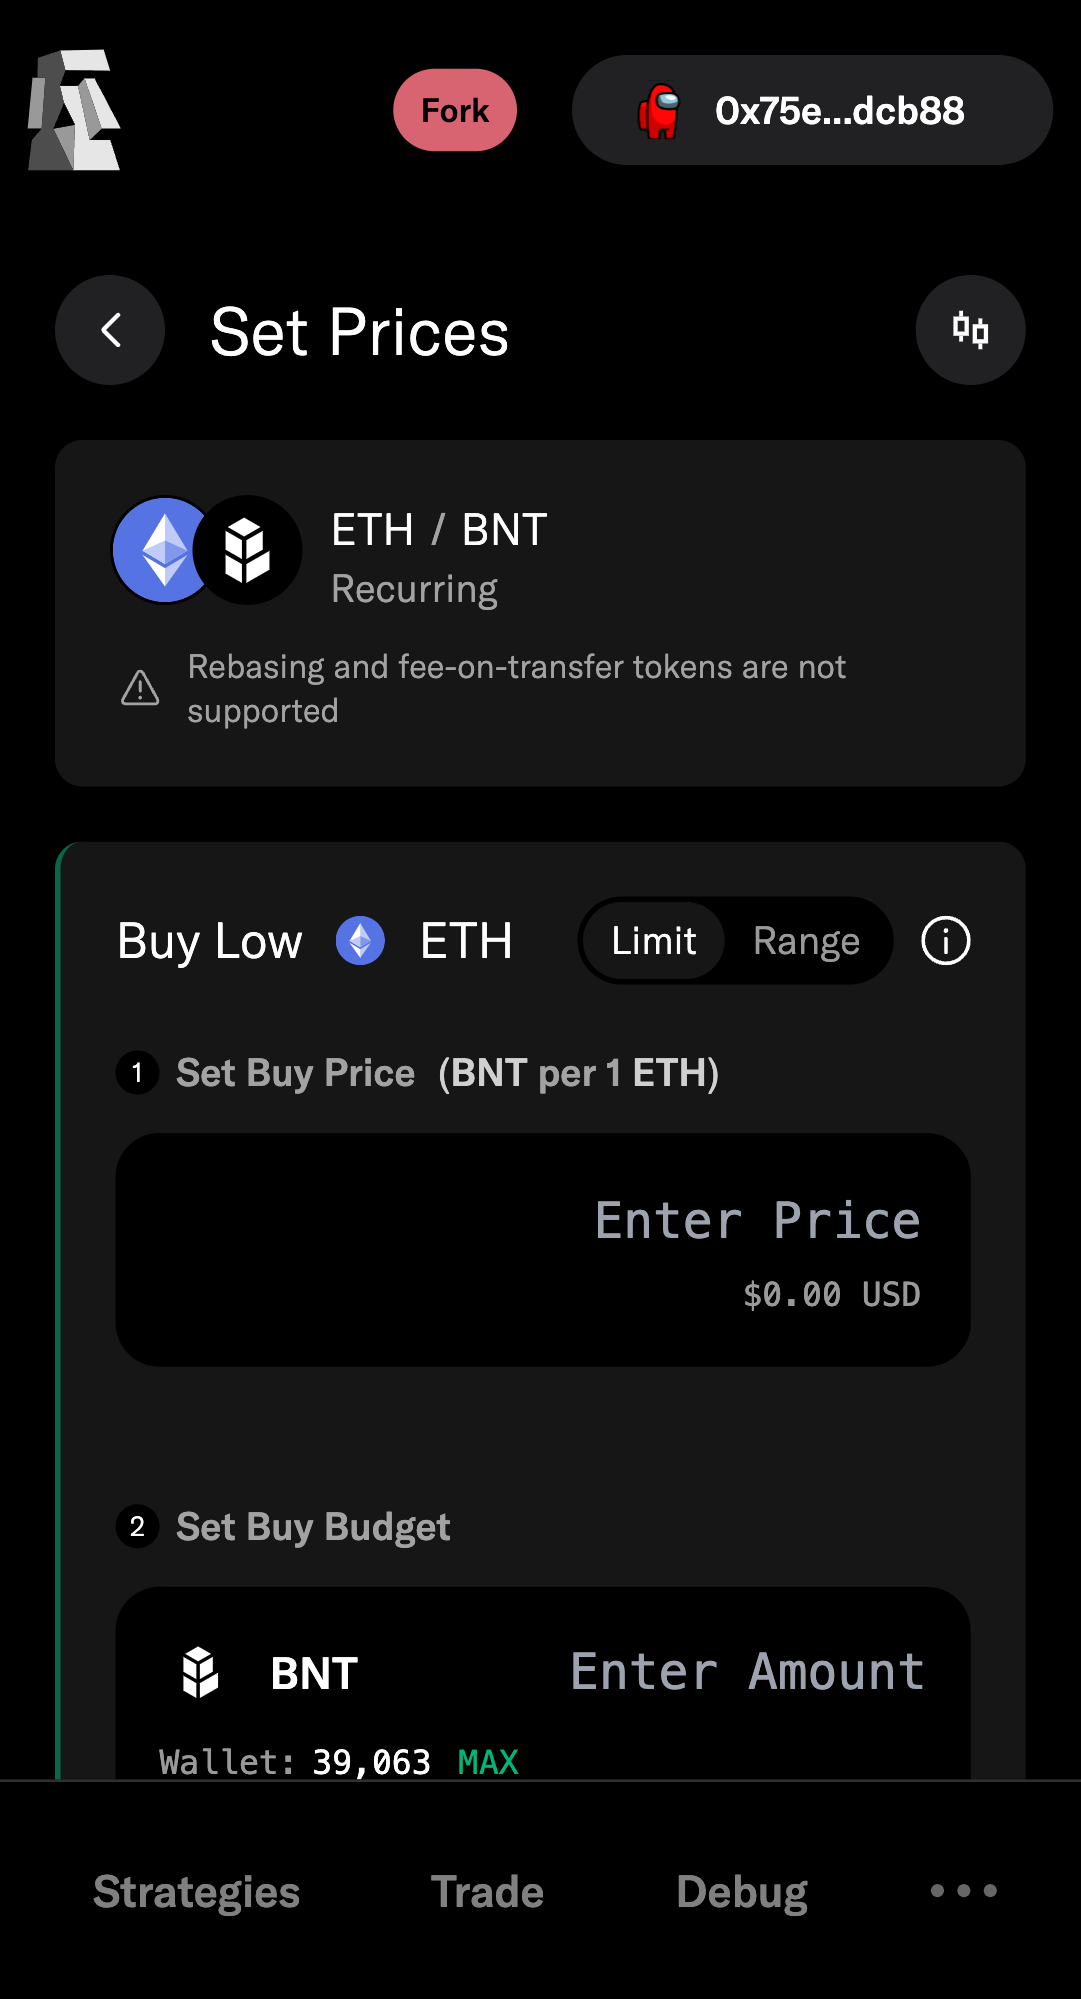 Fork
0x75e...dcb88
Set Prices
ETH / BNT
Recurring
Rebasing and fee-on-transfer tokens are not
supported
Buy Low ETH
Limit Range
1 Set Buy Price (BNT per 1 ETH)
Enter Price
$0.00 USD
2 Set Buy Budget
BNT Enter Amount
Wallet: 39,063 MAX
Strategies Trade Debug